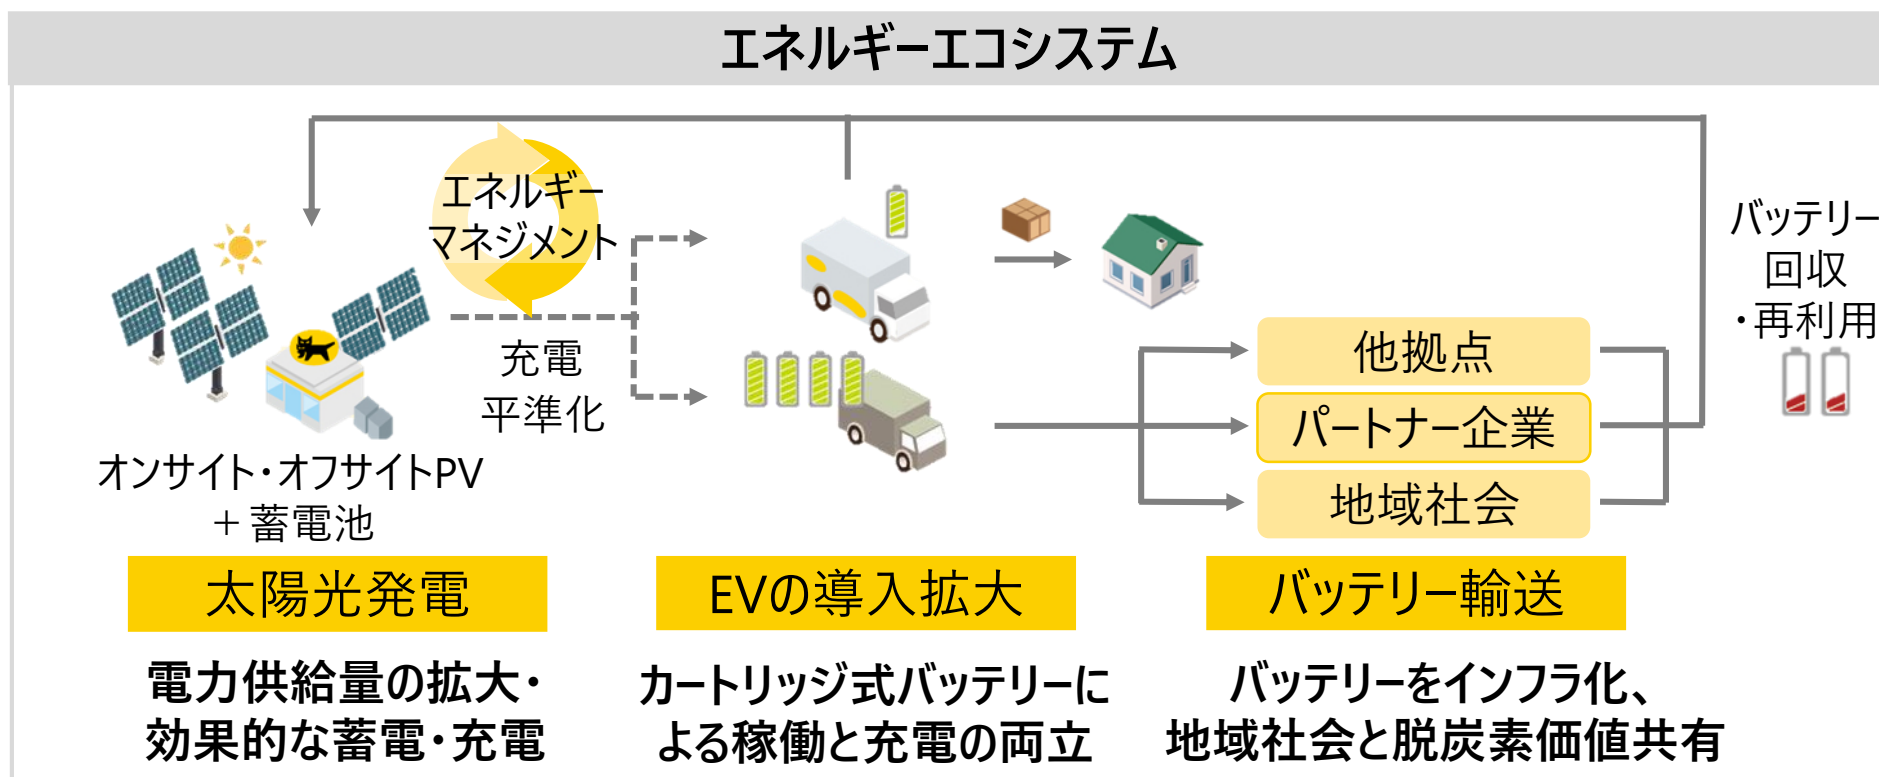 エネルギーエコシステム
エネルギー
マネジメント
充電
平準化
オンサイト・オフサイトPV
＋蓄電池
他拠点
パートナー企業
地域社会
バッテリー
回収
・再利用
太陽光発電
電力供給量の拡大・
効果的な蓄電・充電
EVの導入拡大
カートリッジ式バッテリーに
よる稼働と充電の両立
バッテリー輸送
バッテリーをインフラ化、
地域社会と脱炭素価値共有